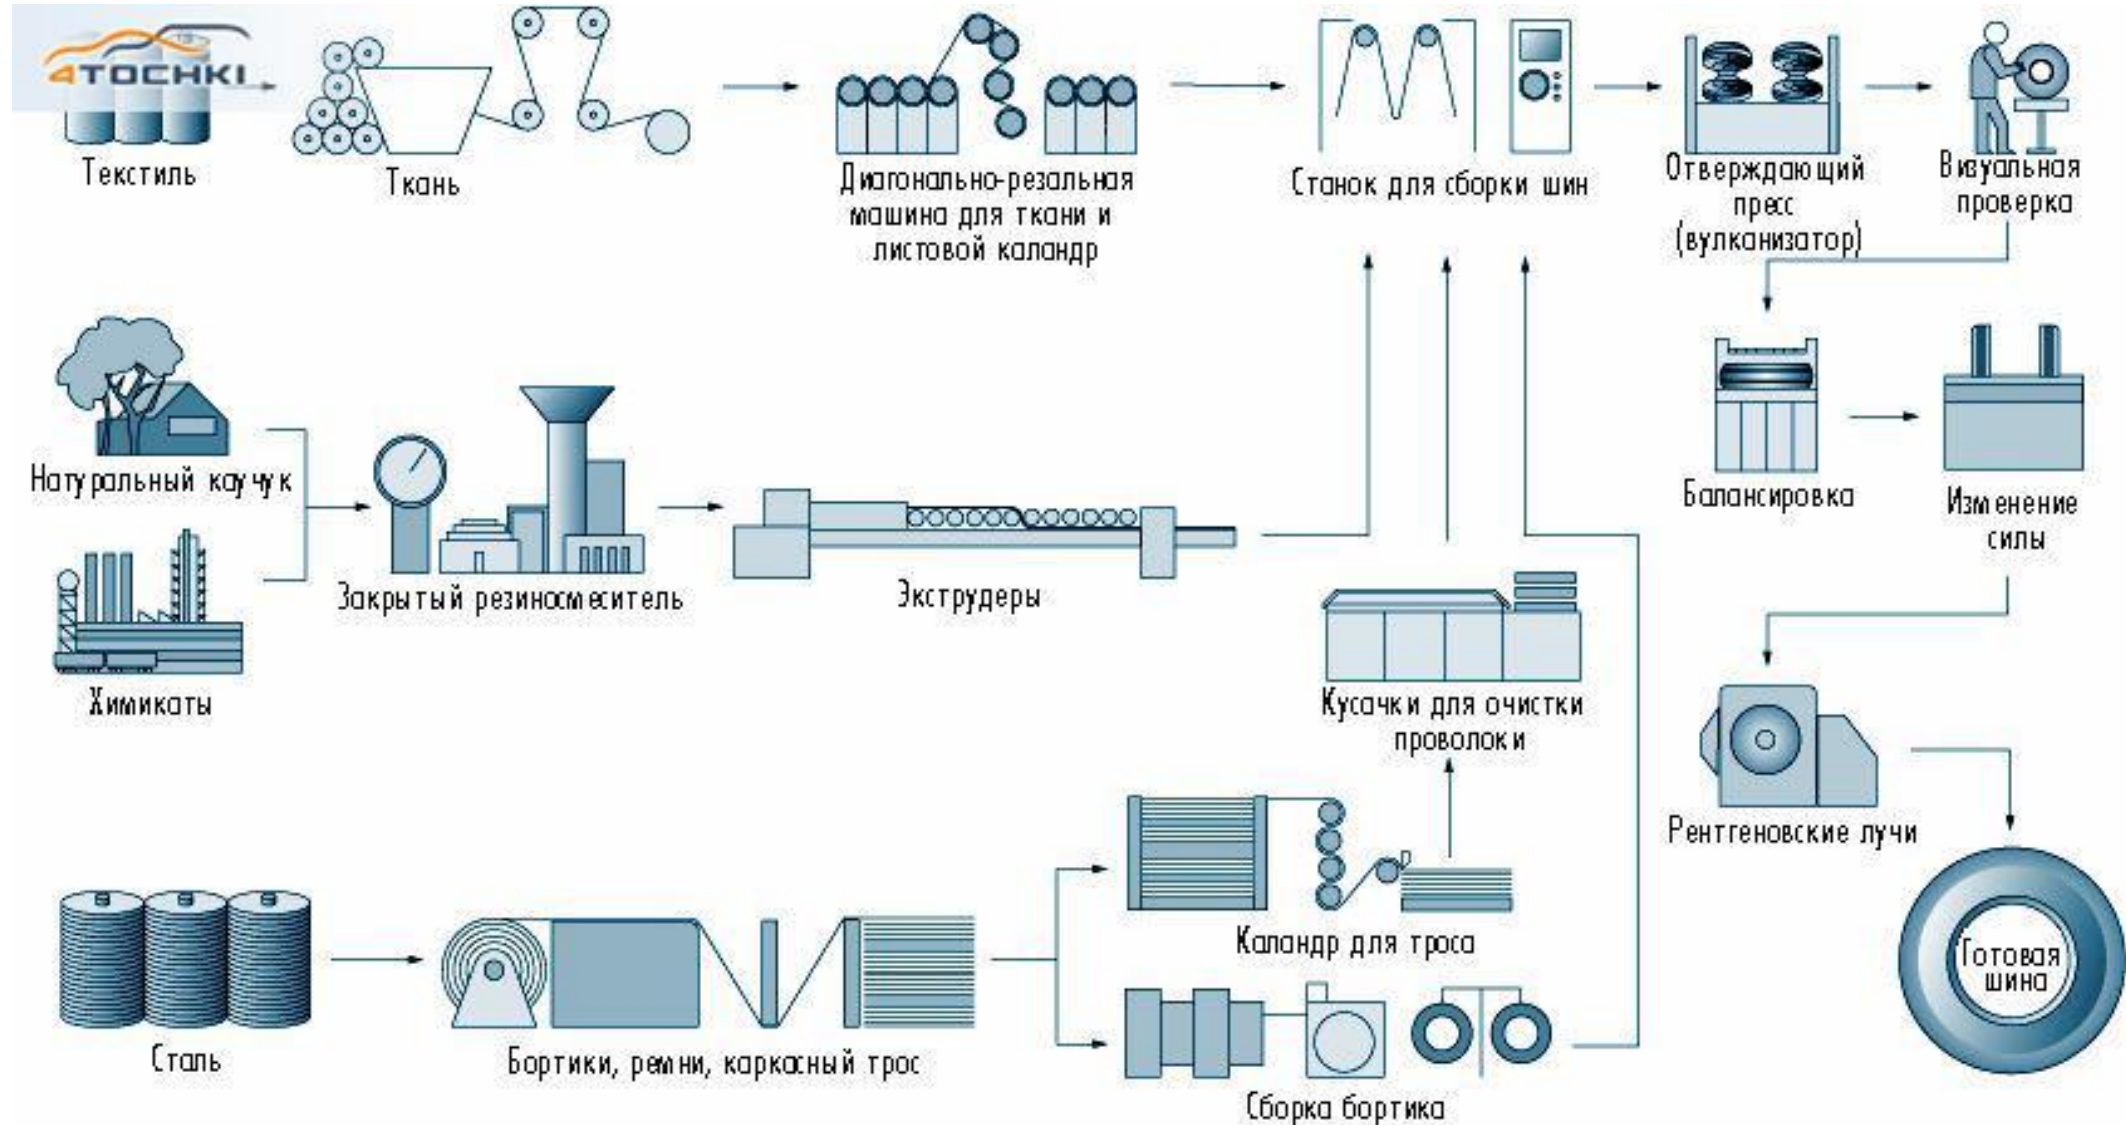 4TOCHKI
Текстиль
Ткань
Диагонально-резальная
машина для ткани и
листовой каландр
Станок для сборки шин
Отверждающий
пресс
(вулканизатор)
Визуальная
проверка
Натуральный каучук
Химикаты
Закрытый резиносмеситель
Экструдеры
Балансировка
Изменение
силы
Кусачки для очистки
проволоки
Рентгеновские лучи
Сталь
Бортики, ремни, каркасный трос
Каландр для троса
Сборка бортика
Готовая
шина